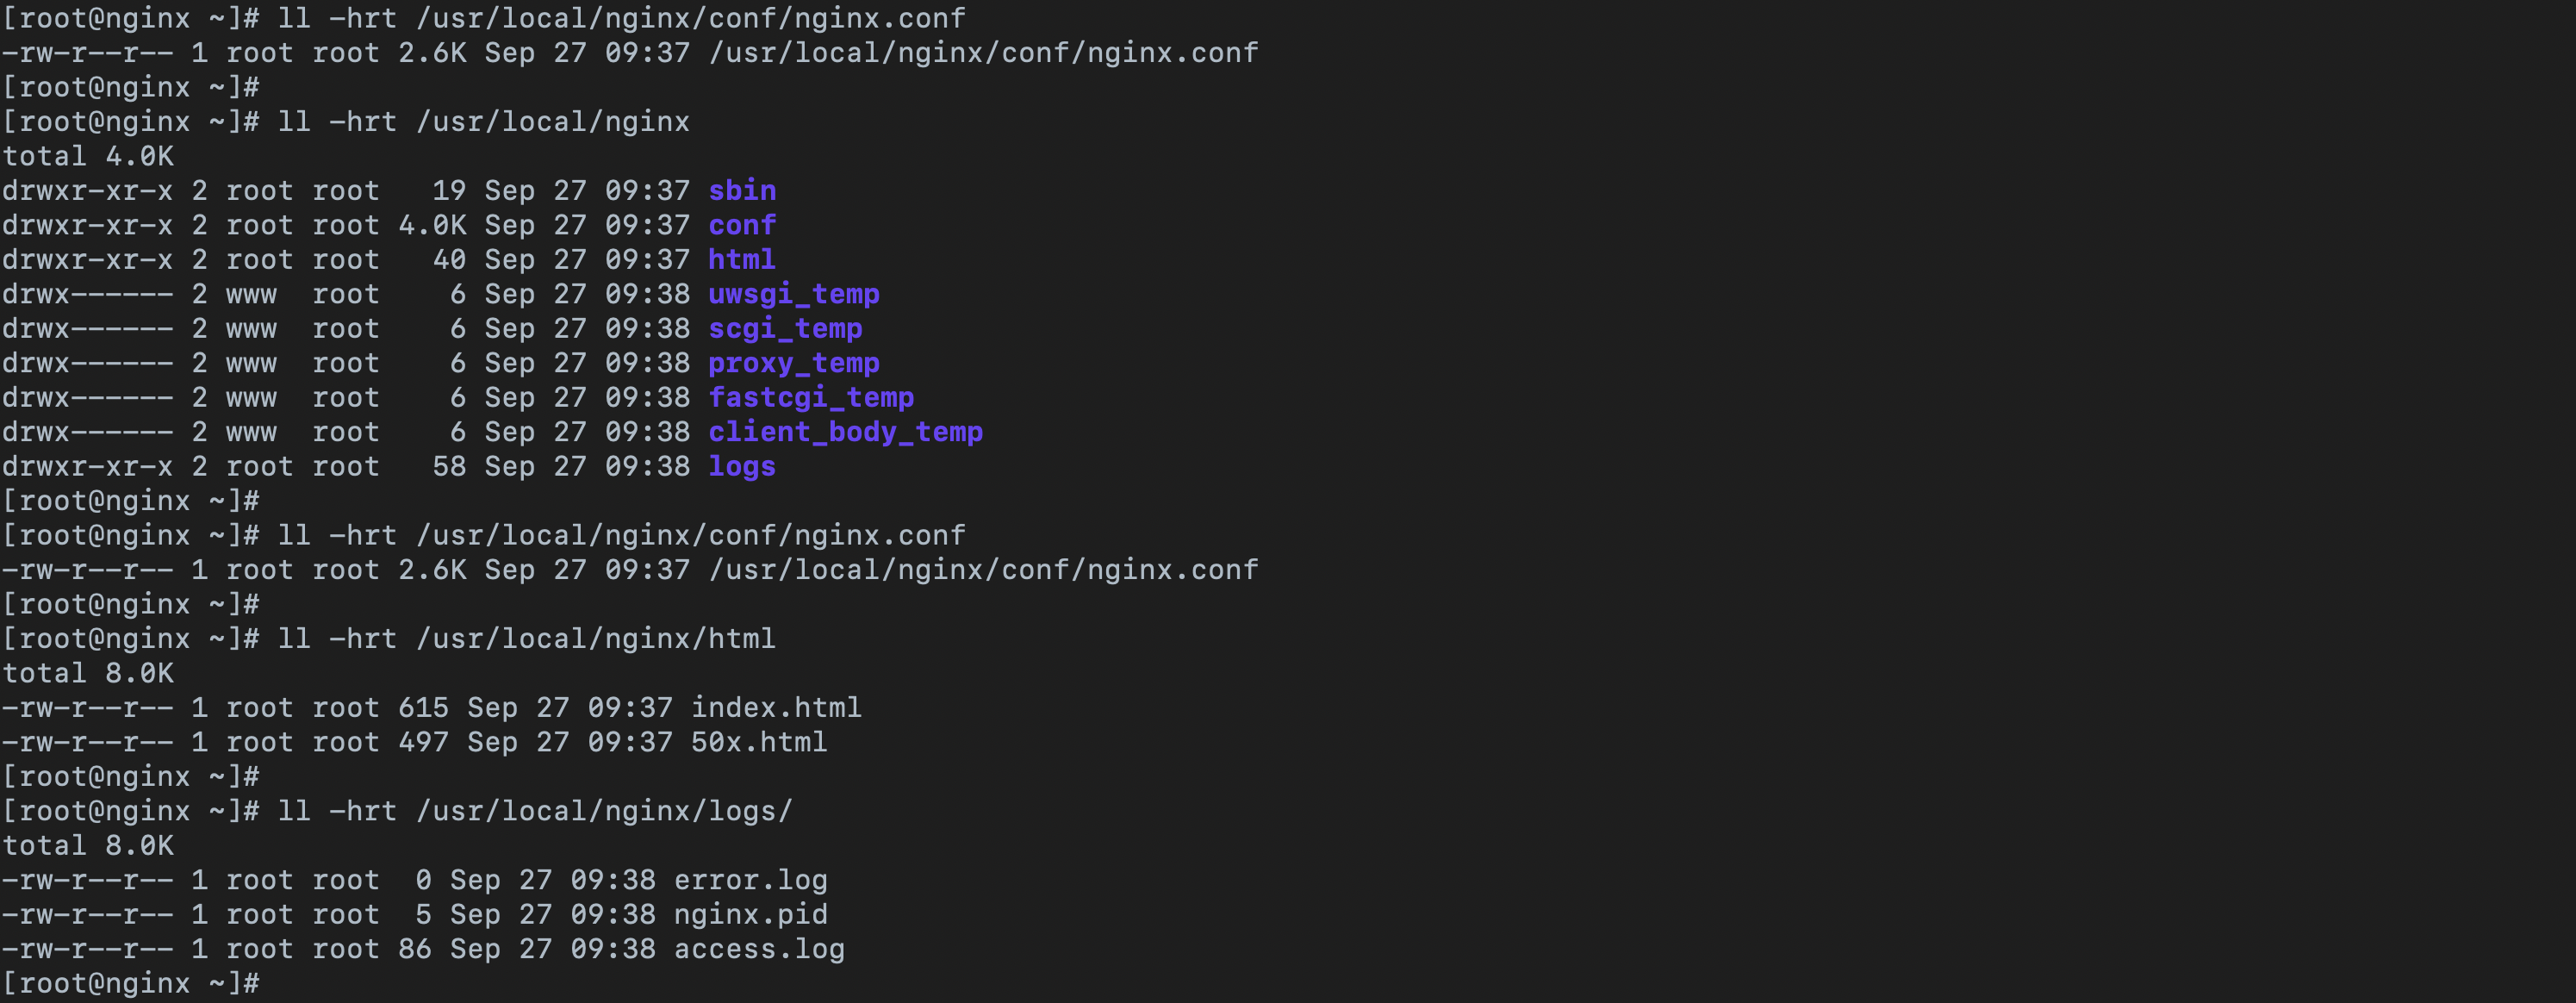 [root@nginx ~]# ll -hrt /usr/local/nginx/conf/nginx.conf
-rw-r--r-- 1 root root 2.6K Sep 27 09:37 /usr/local/nginx/conf/nginx.conf
[root@nginx ~]#
[root@nginx ~]# ll -hrt /usr/local/nginx
total 4.0K
drwxr-xr-x 2 root root   19 Sep 27 09:37 sbin
drwxr-xr-x 2 root root 4.0K Sep 27 09:37 conf
drwxr-xr-x 2 root root   40 Sep 27 09:37 html
drwx------ 2 www  root    6 Sep 27 09:38 uwsgi_temp
drwx------ 2 www  root    6 Sep 27 09:38 scgi_temp
drwx------ 2 www  root    6 Sep 27 09:38 proxy_temp
drwx------ 2 www  root    6 Sep 27 09:38 fastcgi_temp
drwx------ 2 www  root    6 Sep 27 09:38 client_body_temp
drwxr-xr-x 2 root root   58 Sep 27 09:38 logs
[root@nginx ~]#
[root@nginx ~]# ll -hrt /usr/local/nginx/conf/nginx.conf
-rw-r--r-- 1 root root 2.6K Sep 27 09:37 /usr/local/nginx/conf/nginx.conf
[root@nginx ~]#
[root@nginx ~]# ll -hrt /usr/local/nginx/html
total 8.0K
-rw-r--r-- 1 root root 615 Sep 27 09:37 index.html
-rw-r--r-- 1 root root 497 Sep 27 09:37 50x.html
[root@nginx ~]#
[root@nginx ~]# ll -hrt /usr/local/nginx/logs/
total 8.0K
-rw-r--r-- 1 root root  0 Sep 27 09:38 error.log
-rw-r--r-- 1 root root  5 Sep 27 09:38 nginx.pid
-rw-r--r-- 1 root root 86 Sep 27 09:38 access.log
[root@nginx ~]#